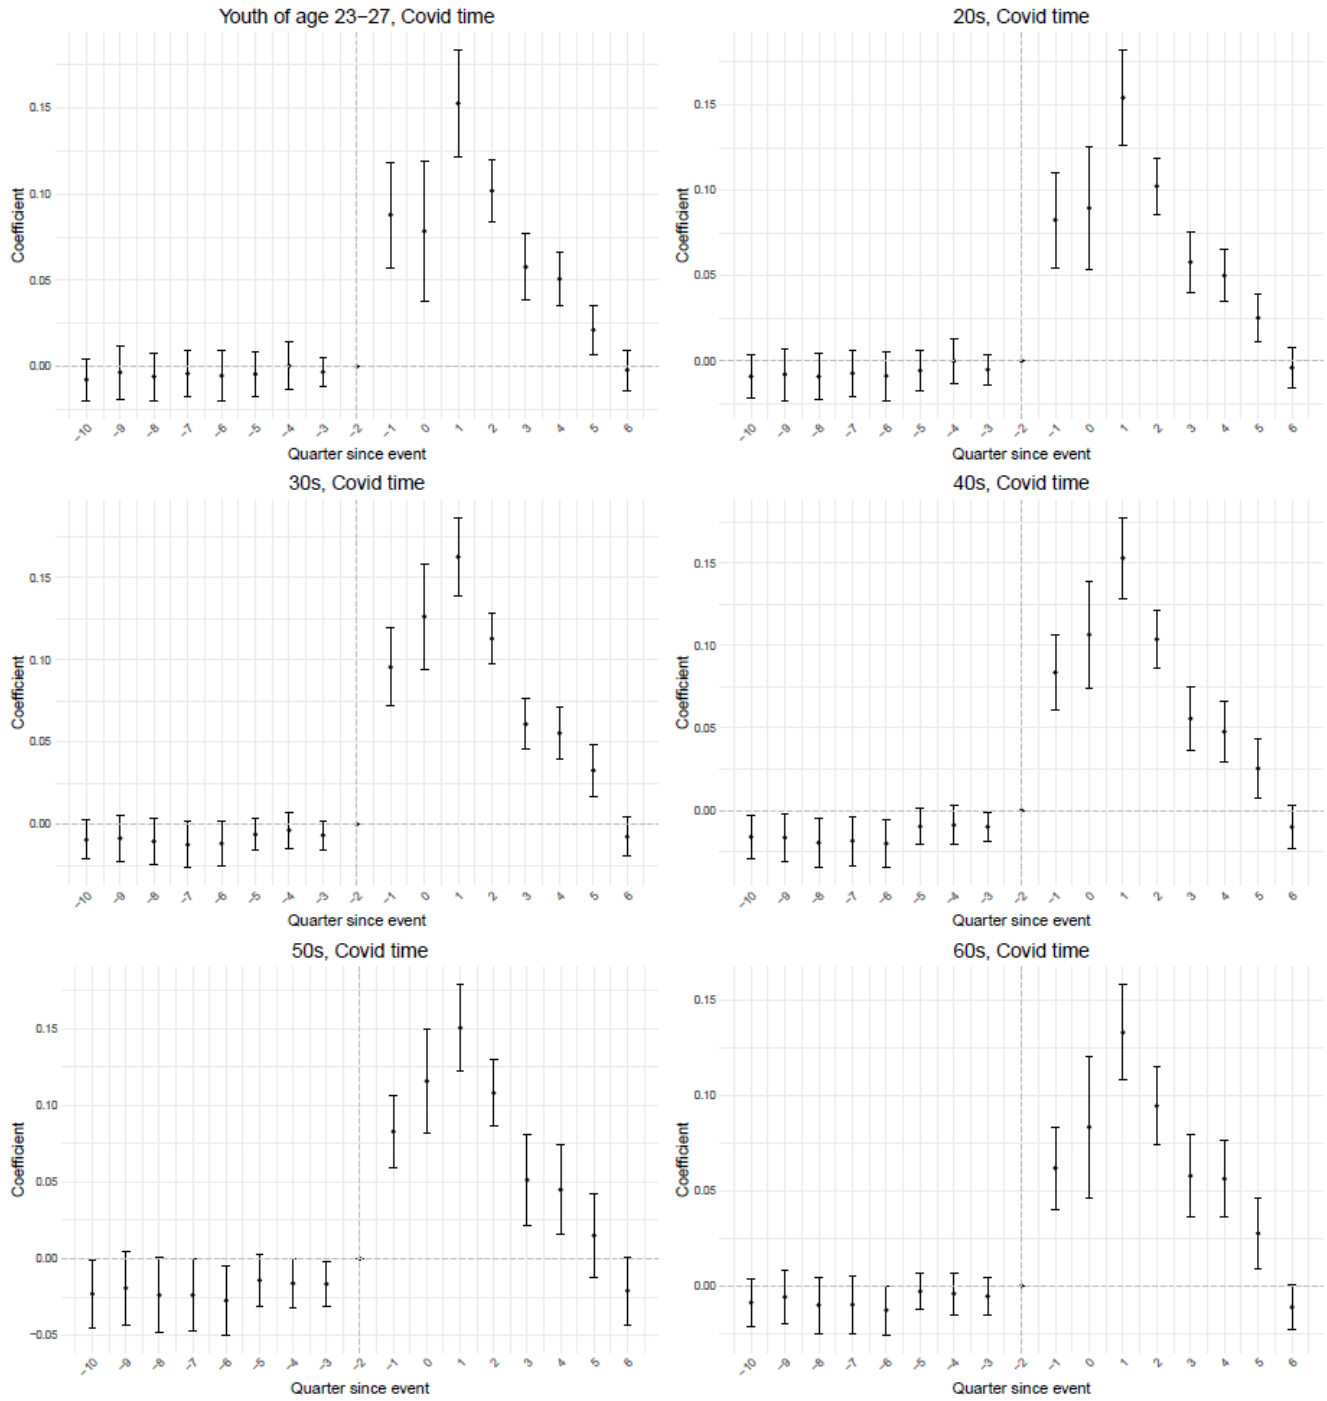 Youth of age 23−27, Covid time
Coefficient
0.15
0.10
0.05
0.00
−10 −9 −8 −7 −6 −5 −4 −3 −2 −1 0 1 2 3 4 5 6
Quarter since event
20s, Covid time
Coefficient
0.15
0.10
0.05
0.00
−10 −9 −8 −7 −6 −5 −4 −3 −2 −1 0 1 2 3 4 5 6
Quarter since event
30s, Covid time
Coefficient
0.15
0.10
0.05
0.00
−10 −9 −8 −7 −6 −5 −4 −3 −2 −1 0 1 2 3 4 5 6
Quarter since event
40s, Covid time
Coefficient
0.15
0.10
0.05
0.00
−10 −9 −8 −7 −6 −5 −4 −3 −2 −1 0 1 2 3 4 5 6
Quarter since event
50s, Covid time
Coefficient
0.15
0.10
0.05
0.00
−0.05
−10 −9 −8 −7 −6 −5 −4 −3 −2 −1 0 1 2 3 4 5 6
Quarter since event
60s, Covid time
Coefficient
0.15
0.10
0.05
0.00
−10 −9 −8 −7 −6 −5 −4 −3 −2 −1 0 1 2 3 4 5 6
Quarter since event